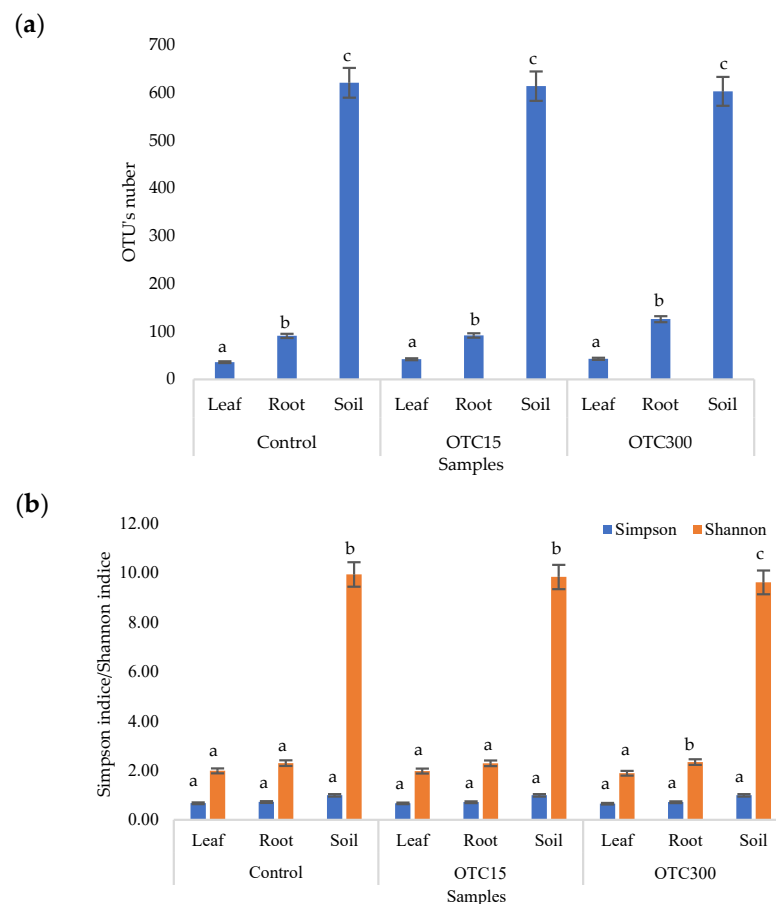 (a)
700
600
500
400
300
200
100
0
OTU's nuber
a
b
c
a
b
c
a
b
c
Leaf Root Soil Leaf Root Soil Leaf Root Soil
Control OTC15 OTC300
Samples
(b)
12.00
10.00
8.00
6.00
4.00
2.00
0.00
Simpson indice/Shannon indice
Simpson Shannon
a a a a a b
a a a a a b
a a a b a c
Leaf Root Soil Leaf Root Soil Leaf Root Soil
Control OTC15 OTC300
Samples